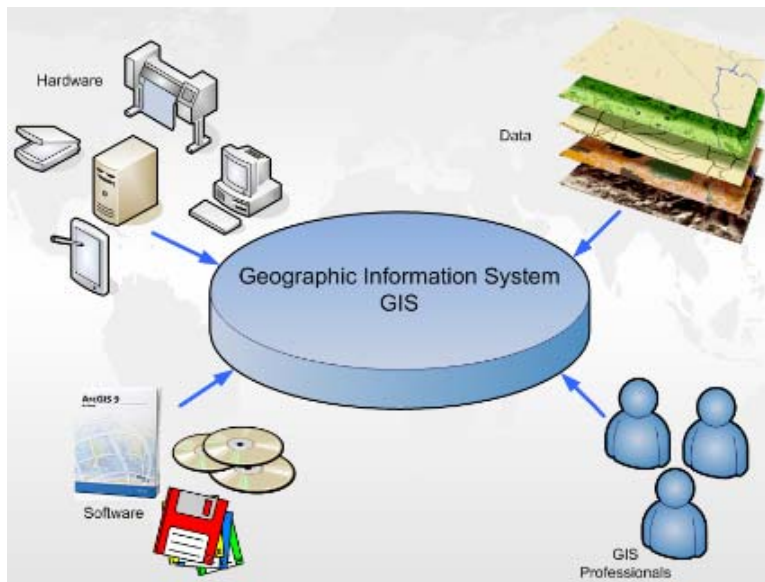 Hardware
Data
Geographic Information System
GIS
ArcGIS 9
Software
GIS
Professionals